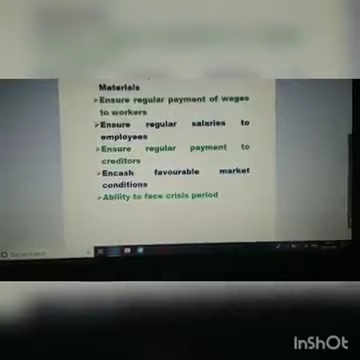 Materials
➢Ensure regular payment of wages
to workers
➢Ensure regular salaries to
employees
➢Ensure regular payment to
creditors
➢Encash favourable market
conditions
➢Ability to face crisis period
InShOt